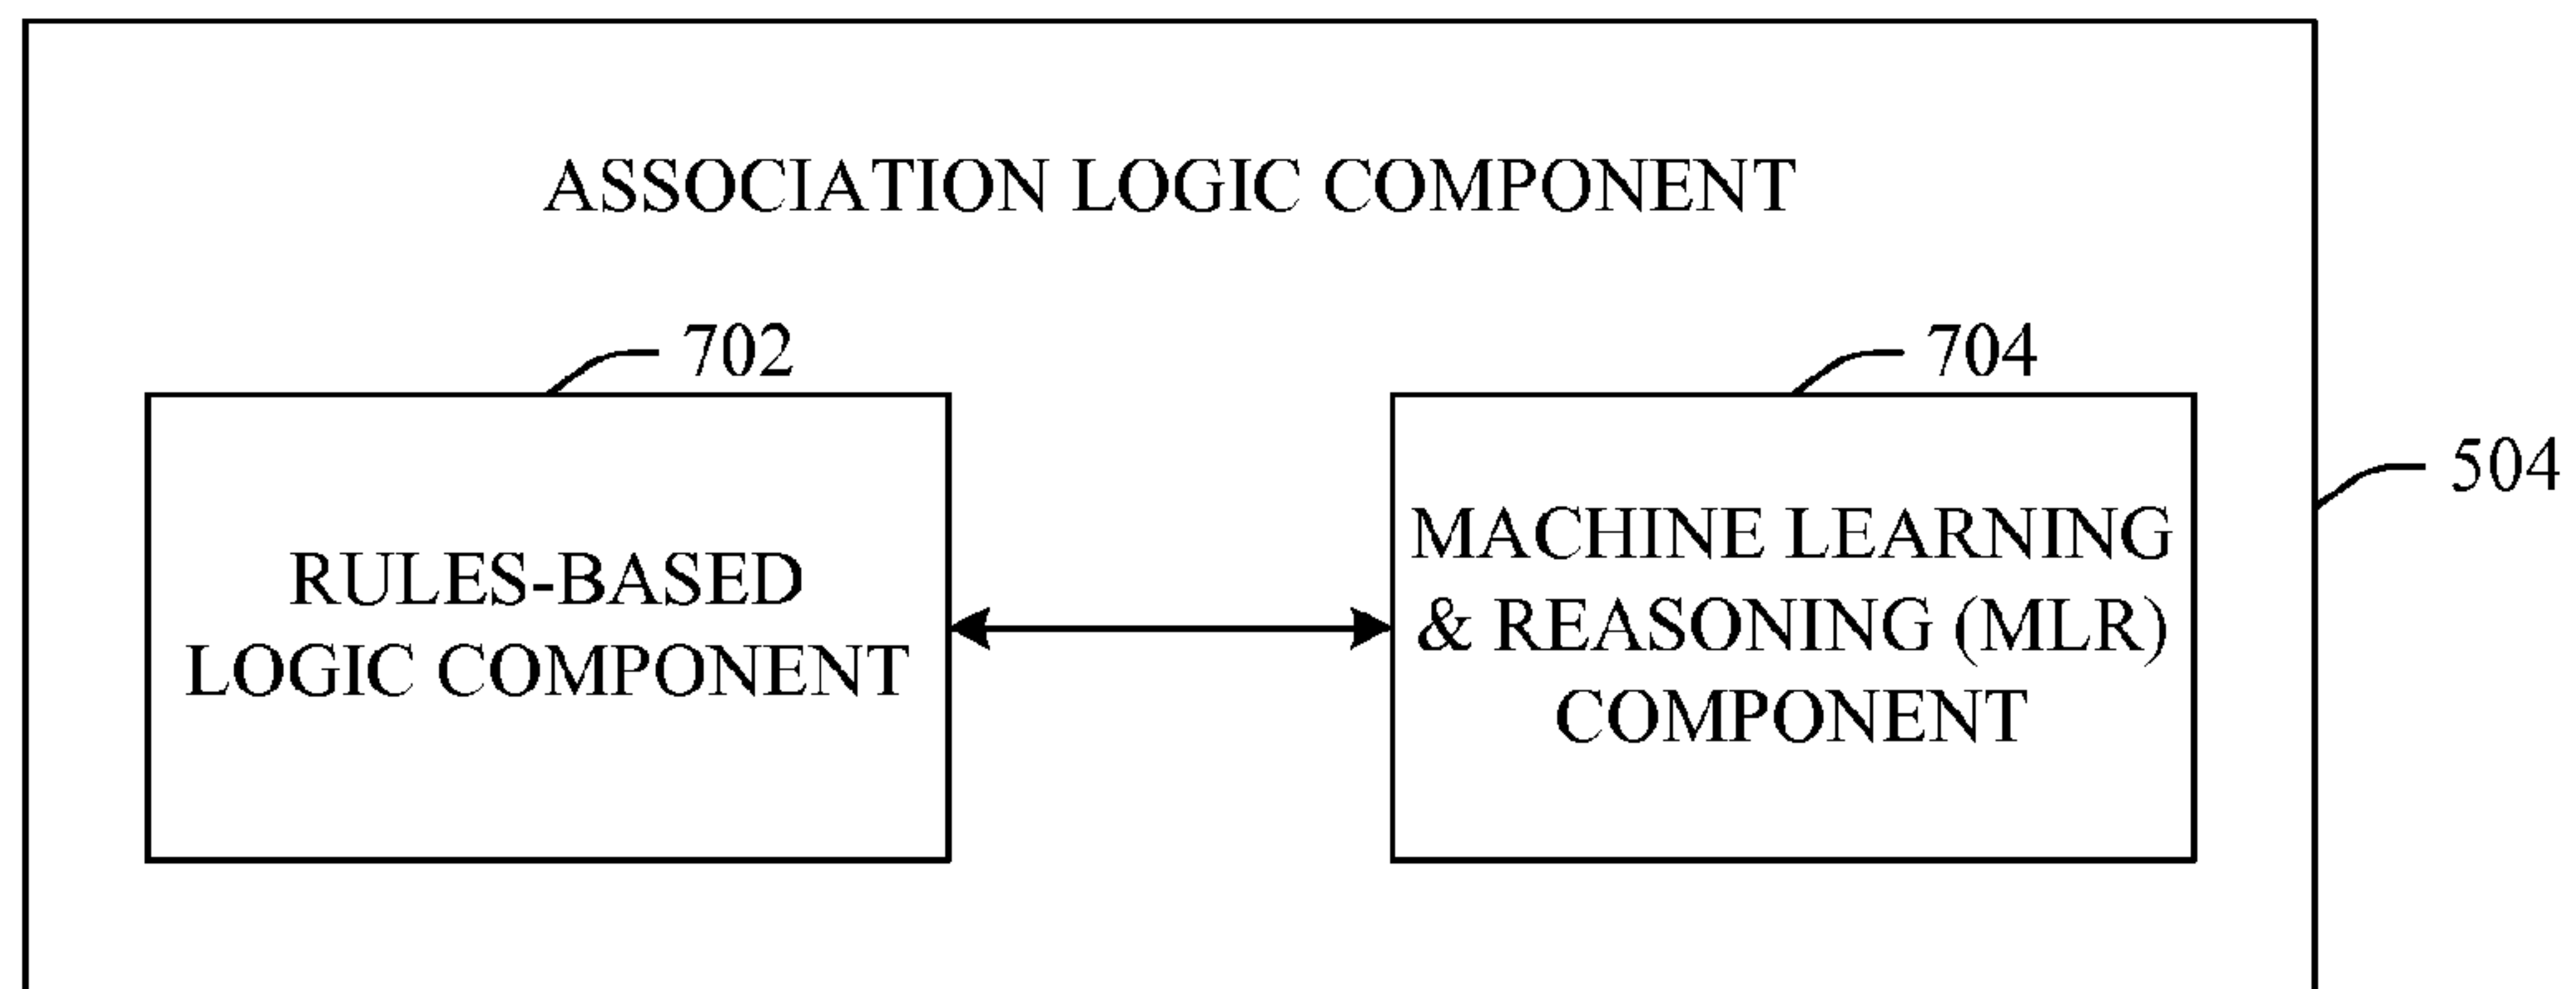 ASSOCIATION LOGIC COMPONENT
702
704
504
RULES-BASED
LOGIC COMPONENT
MACHINE LEARNING
& REASONING (MLR)
COMPONENT